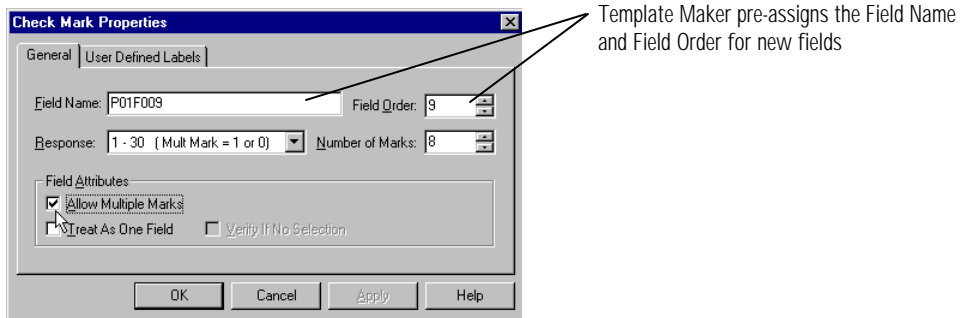 Check Mark Properties
Template Maker pre-assigns the Field Name
and Field Order for new fields
General User Defined Labels
Field Name: P01F009 Field Order: 9
Response: 1 - 30 ( Mult Mark = 1 or 0) Number of Marks: 8
Field Attributes
Allow Multiple Marks
Treat As One Field Verify If No Selection
OK Cancel Apply Help